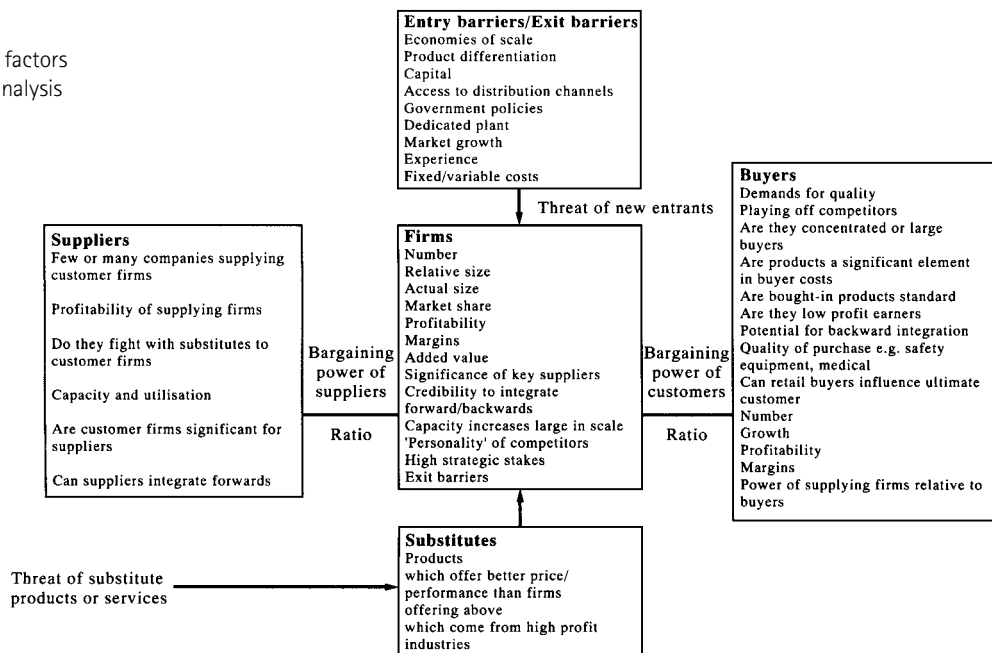 factors
nalysis
Entry barriers/Exit barriers
Economies of scale
Product differentiation
Capital
Access to distribution channels
Government policies
Dedicated plant
Market growth
Experience
Fixed/variable costs
Threat of new entrants
Suppliers
Few or many companies supplying
customer firms
Profitability of supplying firms
Do they fight with substitutes to
customer firms
Capacity and utilisation
Are customer firms significant for
suppliers
Can suppliers integrate forwards
Bargaining
power of
suppliers
Ratio
Firms
Number
Relative size
Actual size
Market share
Profitability
Margins
Added value
Significance of key suppliers
Credibility to integrate
forward/backwards
Capacity increases large in scale
'Personality' of competitors
High strategic stakes
Exit barriers
Bargaining
power of
customers
Ratio
Buyers
Demands for quality
Playing off competitors
Are they concentrated or large
buyers
Are products a significant element
in buyer costs
Are bought-in products standard
Are they low profit earners
Potential for backward integration
Quality of purchase e.g. safety
equipment, medical
Can retail buyers influence ultimate
customer
Number
Growth
Profitability
Margins
Power of supplying firms relative to
buyers
Threat of substitute
products or services
Substitutes
Products
which offer better price/
performance than firms
offering above
which come from high profit
industries